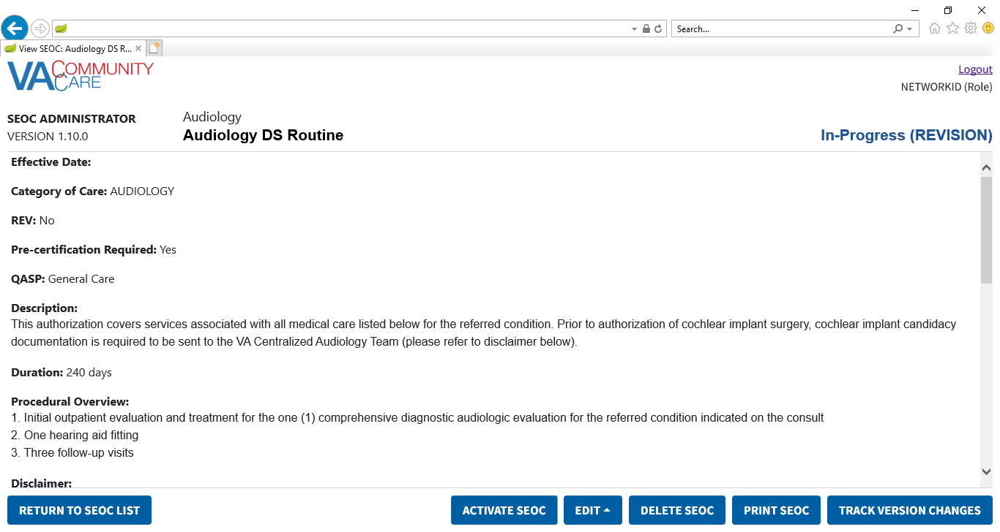 Search...
View SEOC: Audiology DS R...
VA COMMUNITY CARE
Logout
NETWORKID (Role)
SEOC ADMINISTRATOR
VERSION 1.10.0
Audiology
Audiology DS Routine
In-Progress (REVISION)
Effective Date:
Category of Care: AUDIOLOGY
REV: No
Pre-certification Required: Yes
QASP: General Care
Description:
This authorization covers services associated with all medical care listed below for the referred condition. Prior to authorization of cochlear implant surgery, cochlear implant candidacy
documentation is required to be sent to the VA Centralized Audiology Team (please refer to disclaimer below).
Duration: 240 days
Procedural Overview:
1. Initial outpatient evaluation and treatment for the one (1) comprehensive diagnostic audiologic evaluation for the referred condition indicated on the consult
2. One hearing aid fitting
3. Three follow-up visits
Disclaimer:
RETURN TO SEOC LIST
ACTIVATE SEOC
EDIT
DELETE SEOC
PRINT SEOC
TRACK VERSION CHANGES